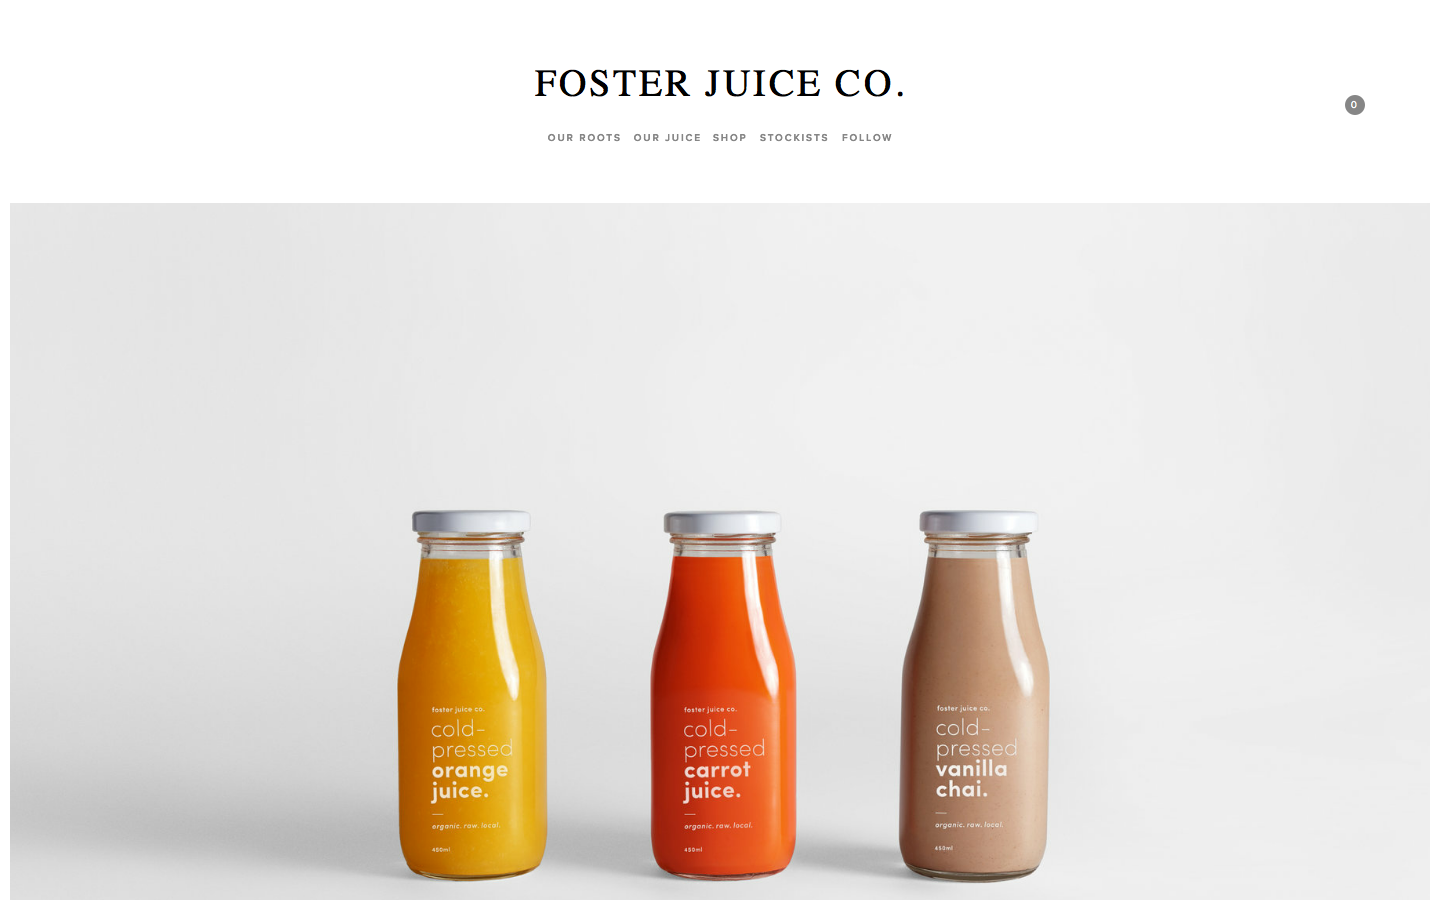 FOSTER JUICE CO.
0
OUR ROOTS OUR JUICE SHOP STOCKISTS FOLLOW
foster juice co.
cold-
pressed
orange
juice.
organic. raw. local.
450ml
foster juice co.
cold-
pressed
carrot
juice.
organic. raw. local.
450ml
foster juice co.
cold-
pressed
vanilla
chai.
organic. raw. local.
450ml